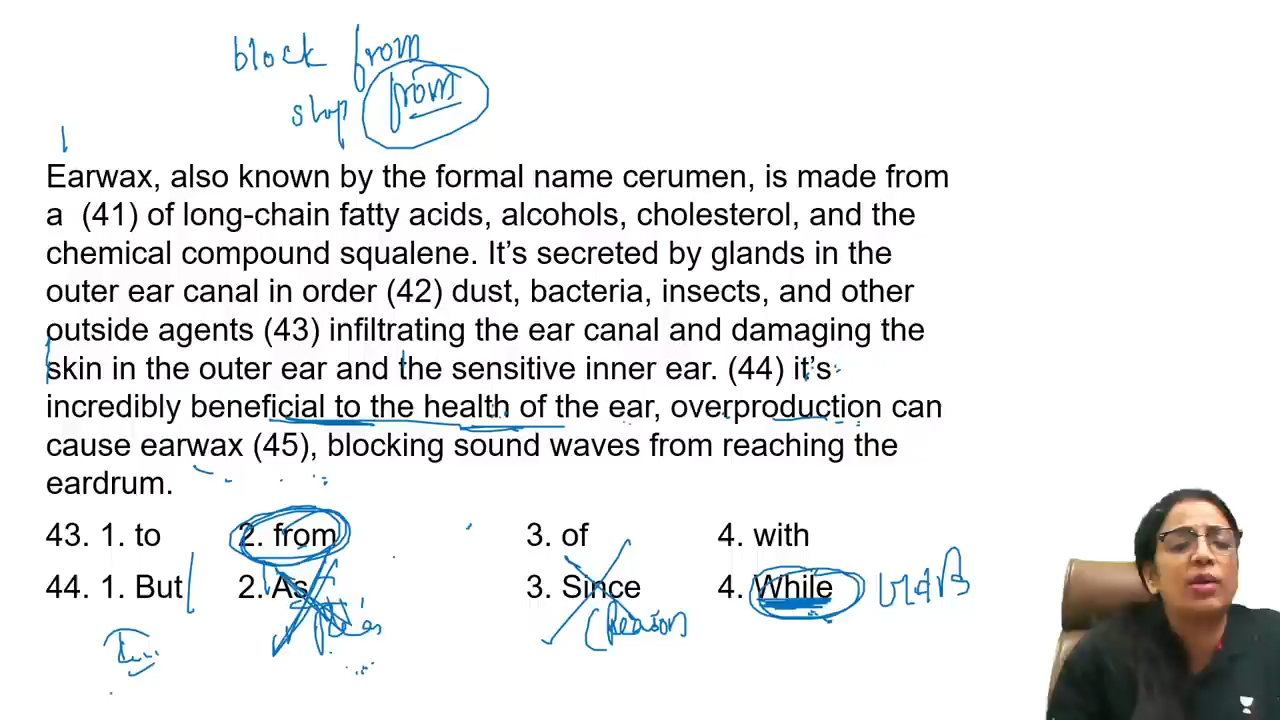 block from
stop from
Earwax, also known by the formal name cerumen, is made from
a (41) of long-chain fatty acids, alcohols, cholesterol, and the
chemical compound squalene. It’s secreted by glands in the
outer ear canal in order (42) dust, bacteria, insects, and other
outside agents (43) infiltrating the ear canal and damaging the
skin in the outer ear and the sensitive inner ear. (44) it’s
incredibly beneficial to the health of the ear, overproduction can
cause earwax (45), blocking sound waves from reaching the
eardrum.
43. 1. to 2. from 3. of 4. with
44. 1. But 2. As 3. Since 4. While
(Reason)